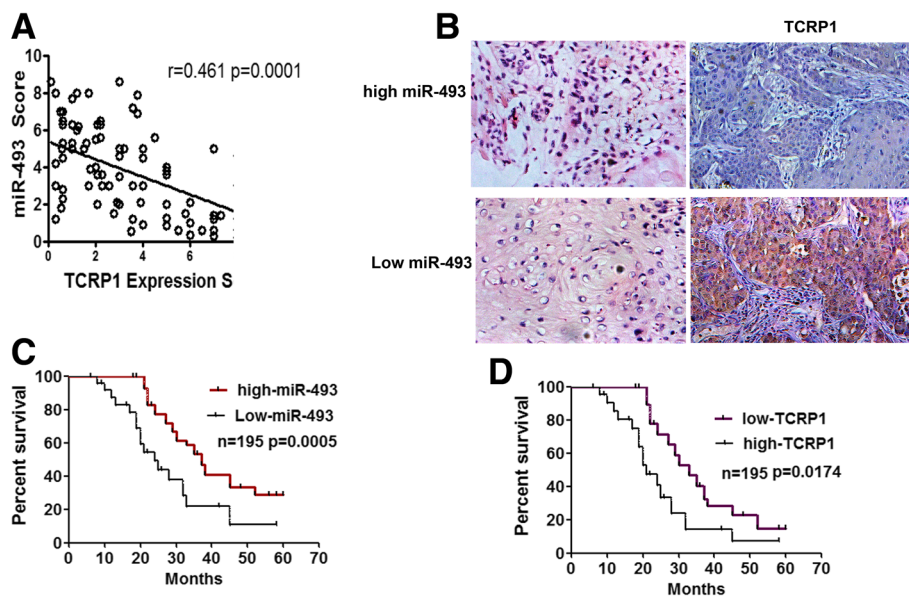 A
miR-493 Score
10
8
6
4
2
0
r=0.461 p=0.0001
0 2 4 6
TCRP1 Expression S
B
TCRP1
high miR-493
Low miR-493
C
Percent survival
100
80
60
40
20
0
high-miR-493
Low-miR-493
n=195 p=0.0005
0 10 20 30 40 50 60 70
Months
D
Percent survival
100
80
60
40
20
0
low-TCRP1
high-TCRP1
n=195 p=0.0174
0 10 20 30 40 50 60 70
Months